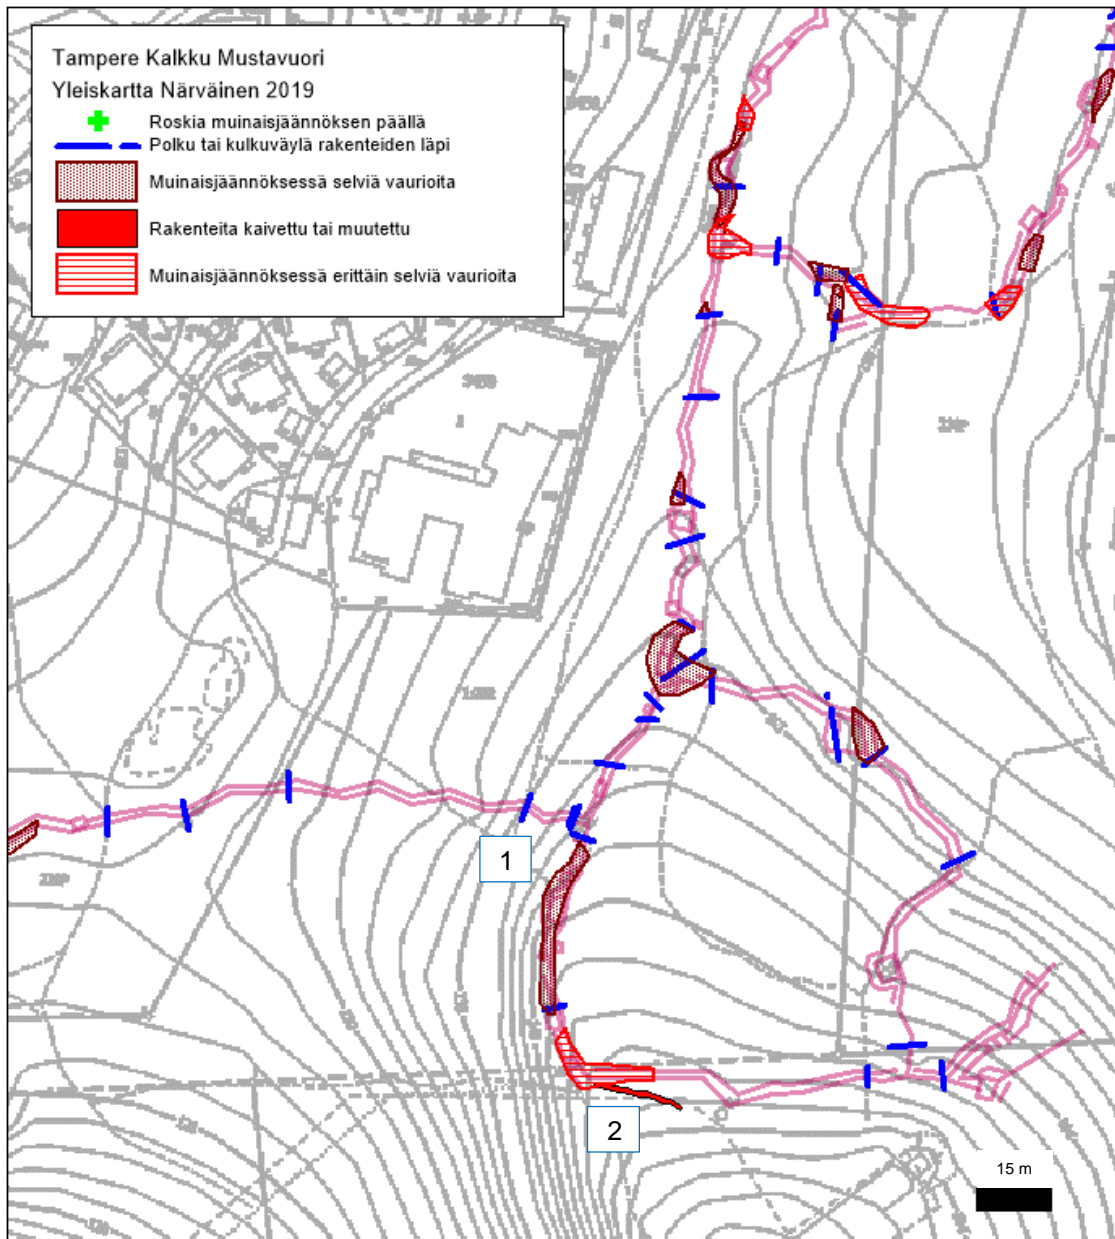 Tampere Kalkku Mustavuori
Yleiskartta Närväinen 2019
Roskia muinaisjäännöksen päällä
Polku tai kulkuväylä rakenteiden läpi
Muinaisjäännöksessä selviä vaurioita
Rakenteita kaivettu tai muutettu
Muinaisjäännöksessä erittäin selviä vaurioita
1
2
15 m